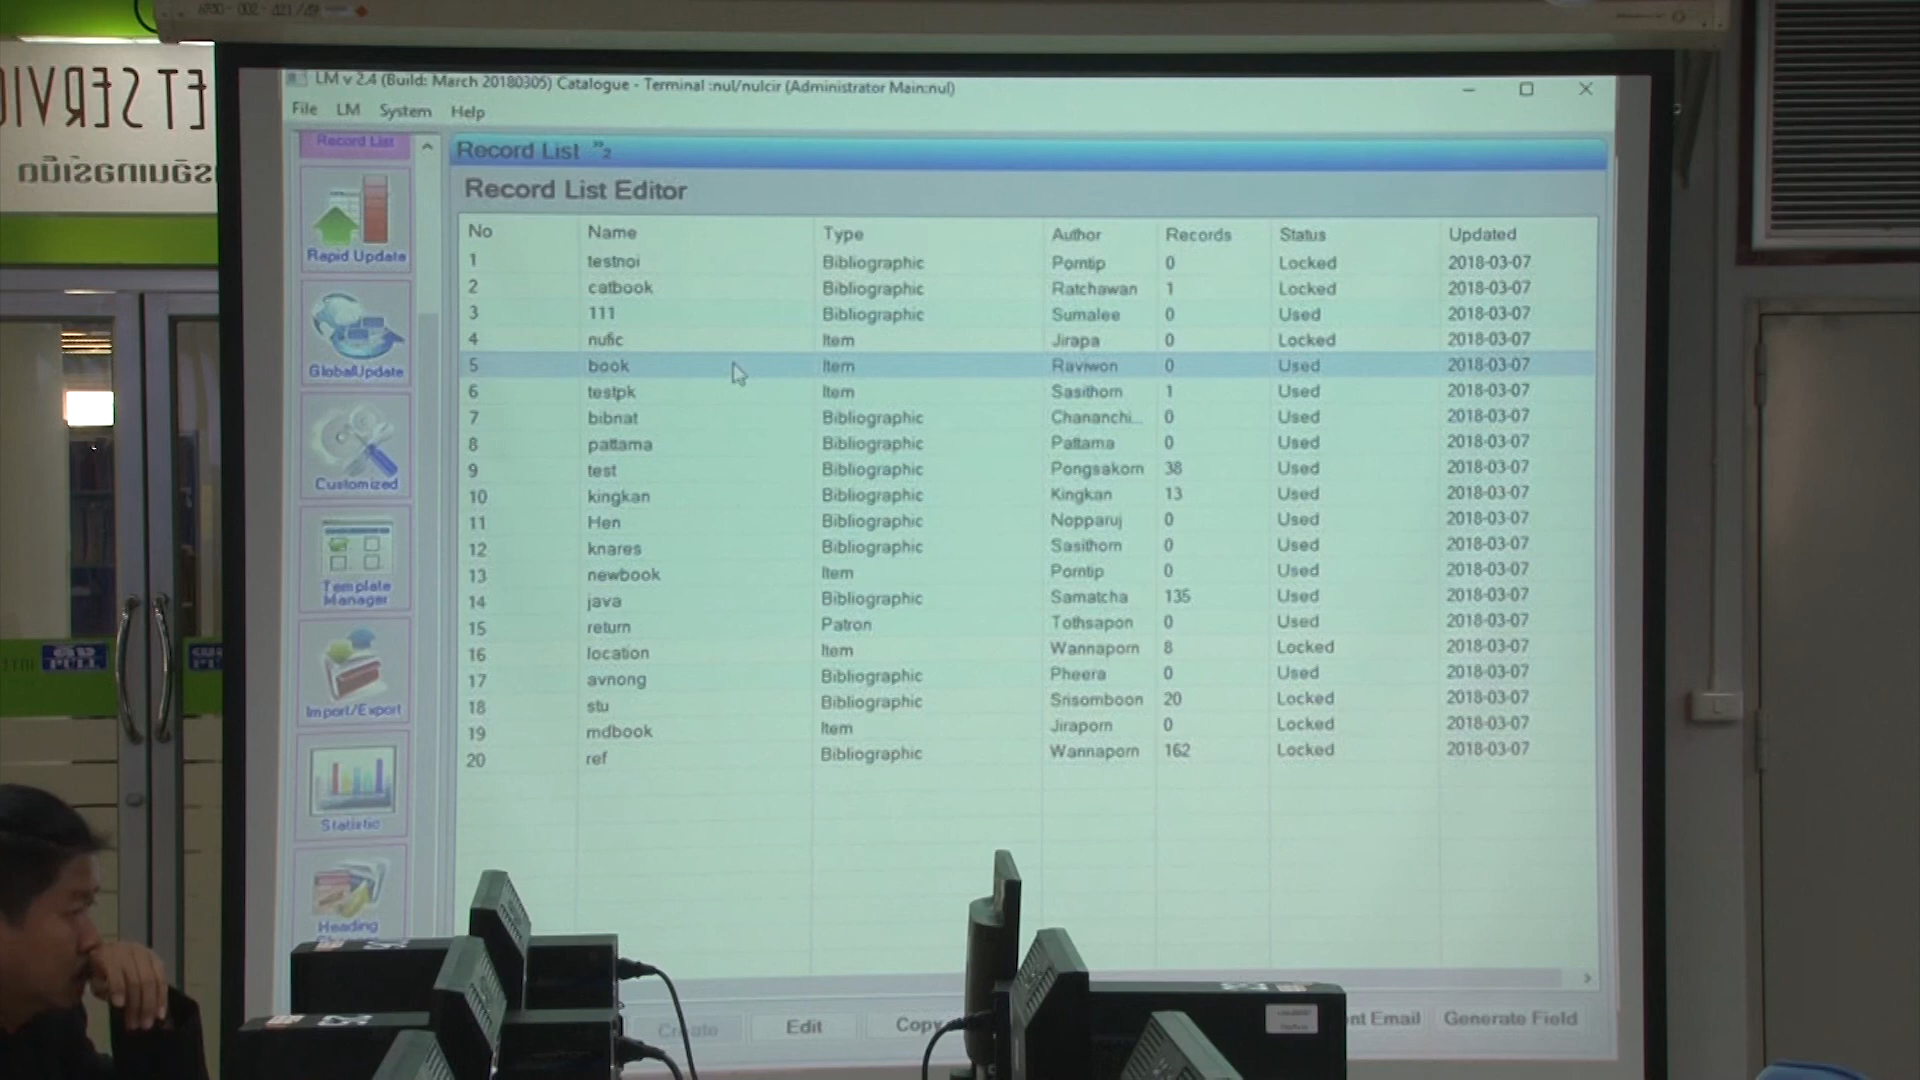 LM v 2.4 (Build: March 20180305) Catalogue - Terminal :nul/nulcir (Administrator Main:nul)
File LM System Help
Record List
Record List »2
Record List Editor
Rapid Update
GlobalUpdate
Customized
Template
Manager
Import/Export
Statistic
Heading
No Name Type Author Records Status Updated
1 testnoi Bibliographic Porntip 0 Locked 2018-03-07
2 catbook Bibliographic Ratchawan 1 Locked 2018-03-07
3 111 Bibliographic Sumalee 0 Used 2018-03-07
4 nufic Item Jirapa 0 Locked 2018-03-07
5 book Item Raviwon 0 Used 2018-03-07
6 testpk Item Sasithorn 1 Used 2018-03-07
7 bibnat Bibliographic Chananchi... 0 Used 2018-03-07
8 pattama Bibliographic Pattama 0 Used 2018-03-07
9 test Bibliographic Pongsakorn 38 Used 2018-03-07
10 kingkan Bibliographic Kingkan 13 Used 2018-03-07
11 Hen Bibliographic Nopparuj 0 Used 2018-03-07
12 knares Bibliographic Sasithorn 0 Used 2018-03-07
13 newbook Item Porntip 0 Used 2018-03-07
14 java Bibliographic Samatcha 135 Used 2018-03-07
15 return Patron Tothsapon 0 Used 2018-03-07
16 location Item Wannaporn 8 Locked 2018-03-07
17 avnong Bibliographic Pheera 0 Used 2018-03-07
18 stu Bibliographic Srisomboon 20 Locked 2018-03-07
19 mdbook Item Jiraporn 0 Locked 2018-03-07
20 ref Bibliographic Wannaporn 162 Locked 2018-03-07
Create Edit Copy Email Generate Field
ET SERVI
PULL